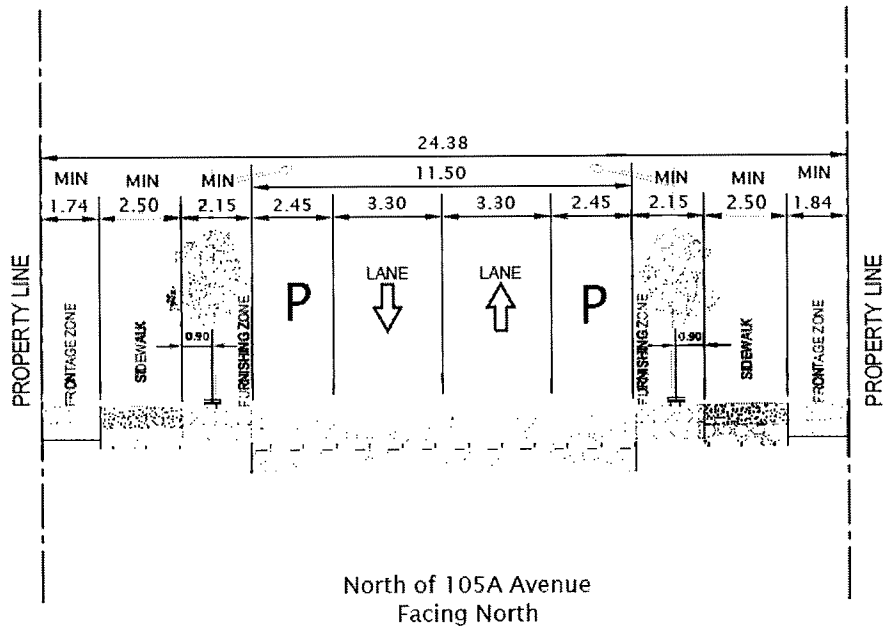 24.38
MIN MIN MIN 11.50 MIN MIN MIN
1.74 2.50 2.15 2.45 3.30 3.30 2.45 2.15 2.50 1.84
PROPERTY LINE
FRONTAGE ZONE
SIDEWALK
0.90
FURNISHING ZONE
P
LANE
LANE
P
FURNISHING ZONE
0.90
SIDEWALK
FRONTAGE ZONE
PROPERTY LINE
North of 105A Avenue
Facing North